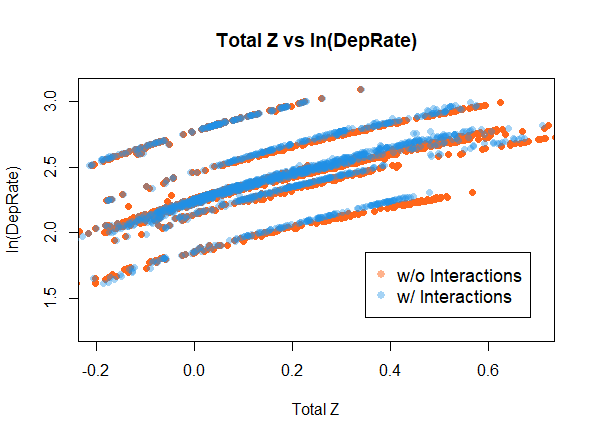 Total Z vs ln(DepRate)
ln(DepRate)
3.0
2.5
2.0
1.5
w/o Interactions
w/ Interactions
-0.2 0.0 0.2 0.4 0.6
Total Z